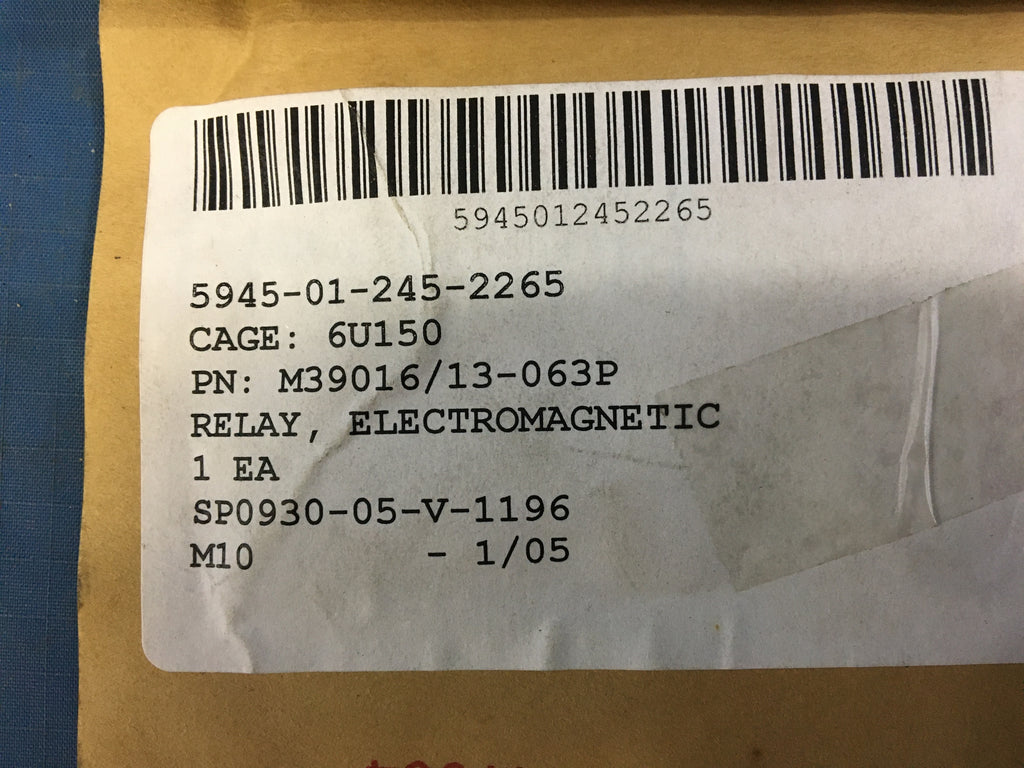 5945012452265
5945-01-245-2265
CAGE: 6U150
PN: M39016/13-063P
RELAY, ELECTROMAGNETIC
1 EA
SP0930-05-V-1196
M10 - 1/05